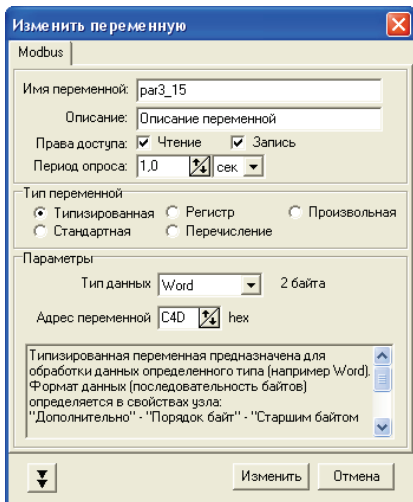 Изменить переменную
Modbus
Имя переменной: par3_15
Описание: Описание переменной
Права доступа: Чтение Запись
Период опроса: 1,0 сек
Тип переменной
Типизированная Регистр Произвольная
Стандартная Перечисление
Параметры
Тип данных Word 2 байта
Адрес переменной C4D hex
Типизированная переменная предназначена для
обработки данных определенного типа (например Word).
Формат данных (последовательность байтов)
определяется в свойствах узла:
"Дополнительно" - "Порядок байт" - "Старшим байтом
Изменить Отмена